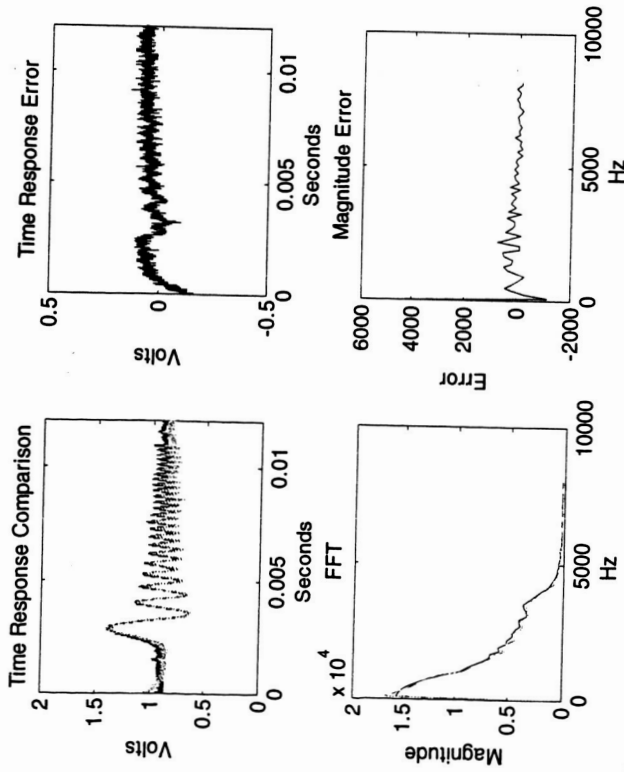 Time Response Comparison
2
1.5
1
0.5
0
Volts
0
0.005
0.01
Seconds
Time Response Error
0.5
0
-0.5
Volts
0
0.005
0.01
Seconds
x 10^4
FFT
2
1.5
1
0.5
0
Magnitude
0
5000
10000
Hz
Magnitude Error
6000
4000
2000
0
-2000
Error
0
5000
10000
Hz